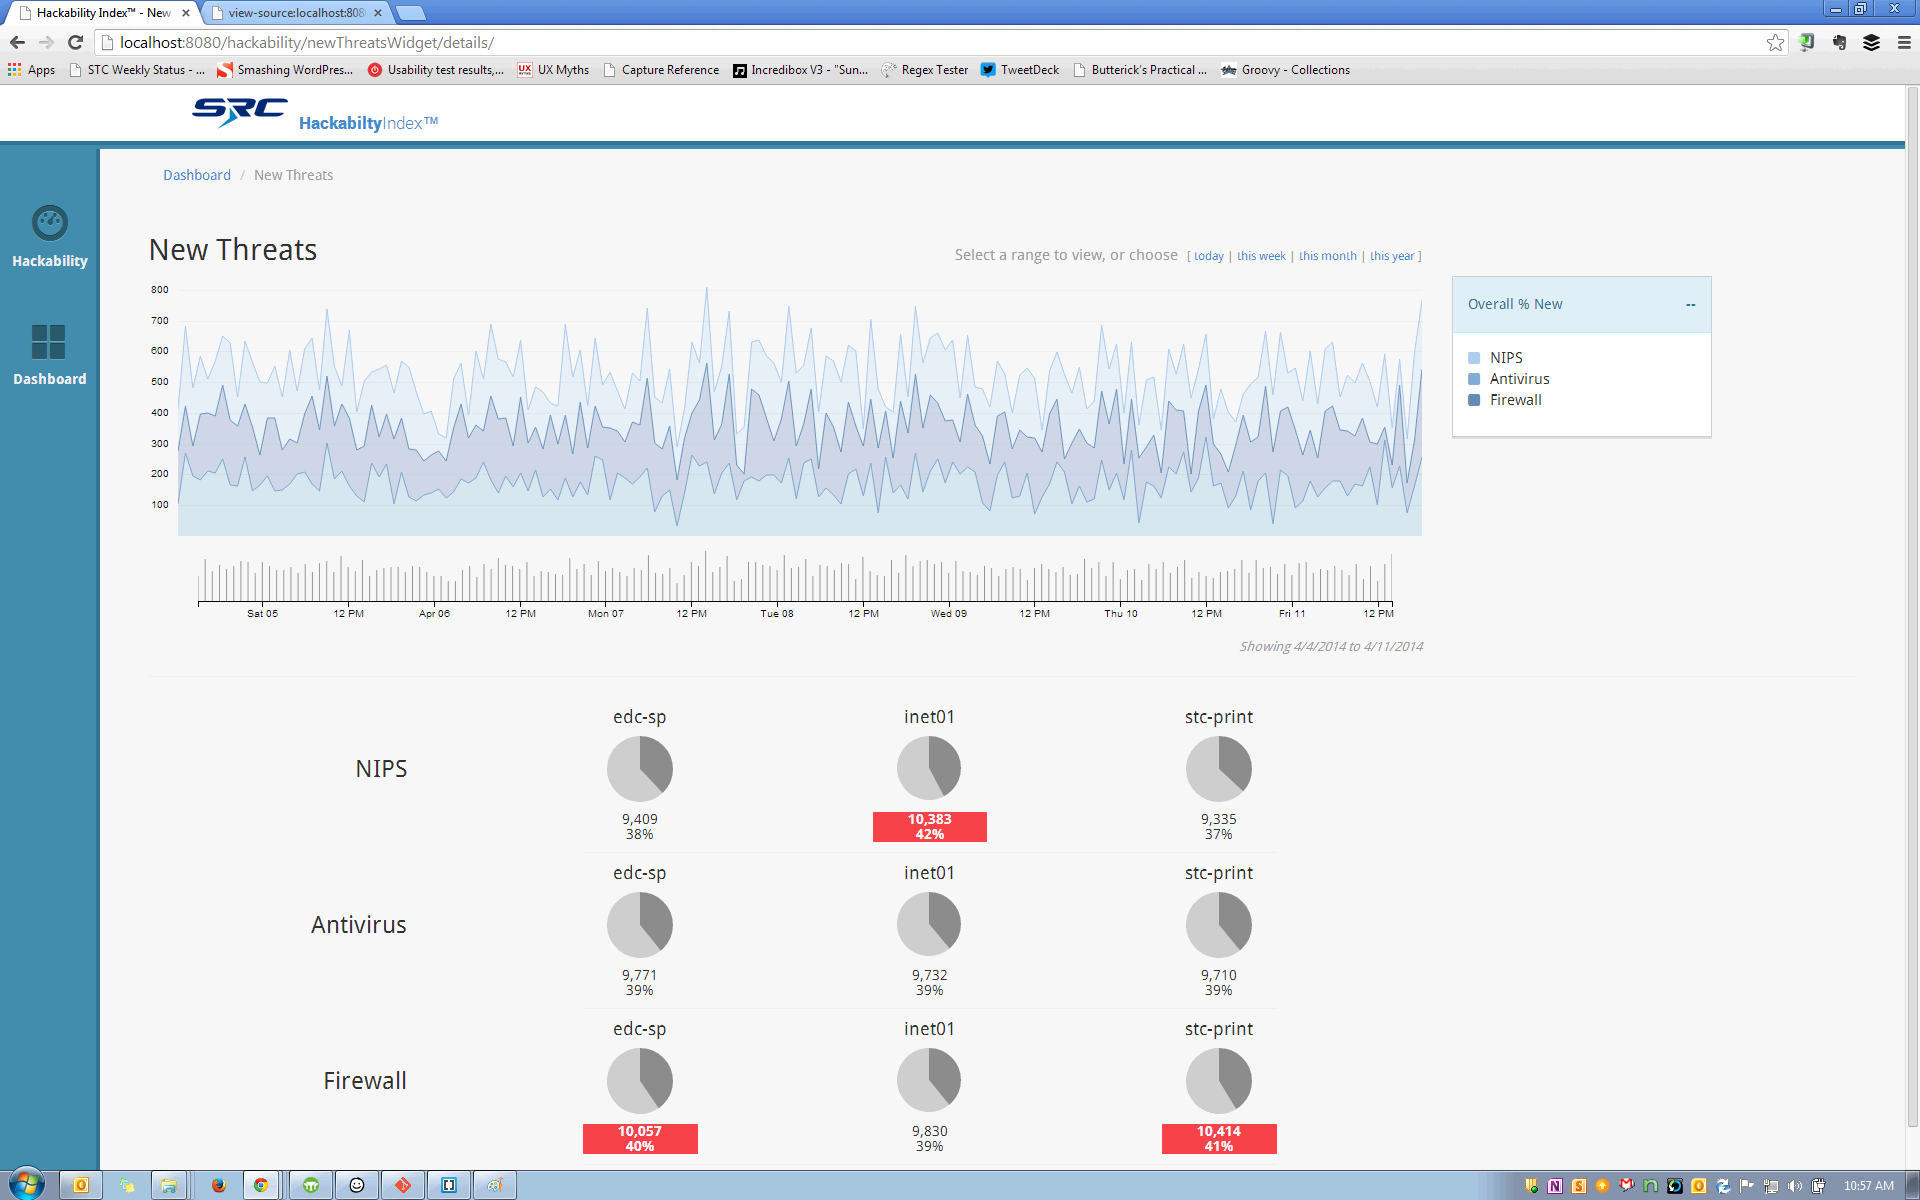 Hackability Index™ - New
view-source:localhost:808
localhost:8080/hackability/newThreatsWidget/details/
Apps
STC Weekly Status - ...
Smashing WordPres...
Usability test results,...
UX Myths
Capture Reference
Incredibox V3 - "Sun...
Regex Tester
TweetDeck
Butterick's Practical ...
Groovy - Collections
SRC HackabiltyIndex™
Dashboard / New Threats
Hackability
Dashboard
New Threats
Select a range to view, or choose [ today | this week | this month | this year ]
800
700
600
500
400
300
200
100
Overall % New --
NIPS
Antivirus
Firewall
Sat 05 12 PM Apr 06 12 PM Mon 07 12 PM Tue 08 12 PM Wed 09 12 PM Thu 10 12 PM Fri 11 12 PM
Showing 4/4/2014 to 4/11/2014
edc-sp inet01 stc-print
NIPS
9,409 10,383 9,335
38% 42% 37%
edc-sp inet01 stc-print
Antivirus
9,771 9,732 9,710
39% 39% 39%
edc-sp inet01 stc-print
Firewall
10,057 9,830 10,414
40% 39% 41%
10:57 AM